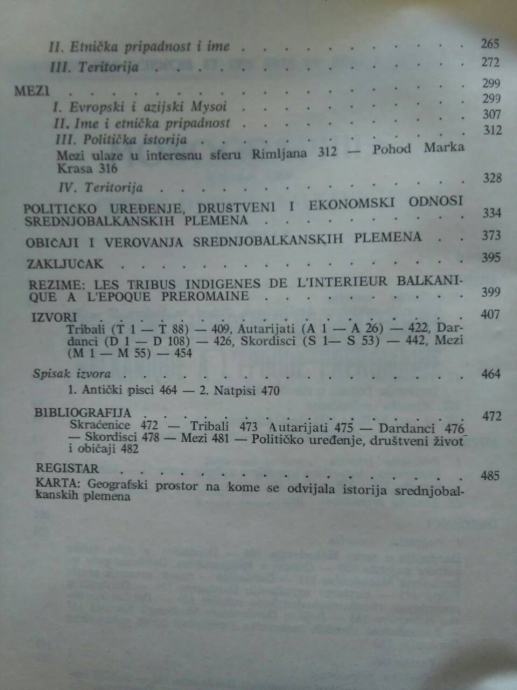 II. Etnička pripadnost i ime . . . . . . . . . . . 265
III. Teritorija . . . . . . . . . . . . . . . 272
MEZI . . . . . . . . . . . . . . . . . . . 299
I. Evropski i azijski Mysoi . . . . . . . . . . . 299
II. Ime i etnička pripadnost . . . . . . . . . . . 307
III. Politička istorija . . . . . . . . . . . . . 312
Mezi ulaze u interesnu sferu Rimljana 312 — Pohod Marka
Krasa 316
IV. Teritorija . . . . . . . . . . . . . . . 328
POLITIČKO UREĐENJE, DRUŠTVENI I EKONOMSKI ODNOSI
SREDNJOBALKANSKIH PLEMENA . . . . . . . . . . 334
OBIČAJI I VEROVANJA SREDNJOBALKANSKIH PLEMENA . . 373
ZAKLJUČAK . . . . . . . . . . . . . . . . 395
REZIME: LES TRIBUS INDIGENES DE L'INTERIEUR BALKANI-
QUE A L'EPOQUE PREROMAINE . . . . . . . . . . 399
IZVORI . . . . . . . . . . . . . . . . . . 407
Tribali (T 1 — T 88) — 409, Autarijati (A 1 — A 26) — 422, Dar-
danci (D 1 — D 108) — 426, Skordisci (S 1— S 53) — 442, Mezi
(M 1 — M 55) — 454
Spisak izvora . . . . . . . . . . . . . . . . 464
1. Antički pisci 464 — 2. Natpisi 470
BIBLIOGRAFIJA . . . . . . . . . . . . . . . 472
Skraćenice 472 — Tribali 473 Autarijati 475 — Dardanci 476
— Skordisci 478 — Mezi 481 — Političko uređenje, društveni život
i običaji 482
REGISTAR . . . . . . . . . . . . . . . . . 485
KARTA: Geografski prostor na kome se odvijala istorija srednjobal-
kanskih plemena